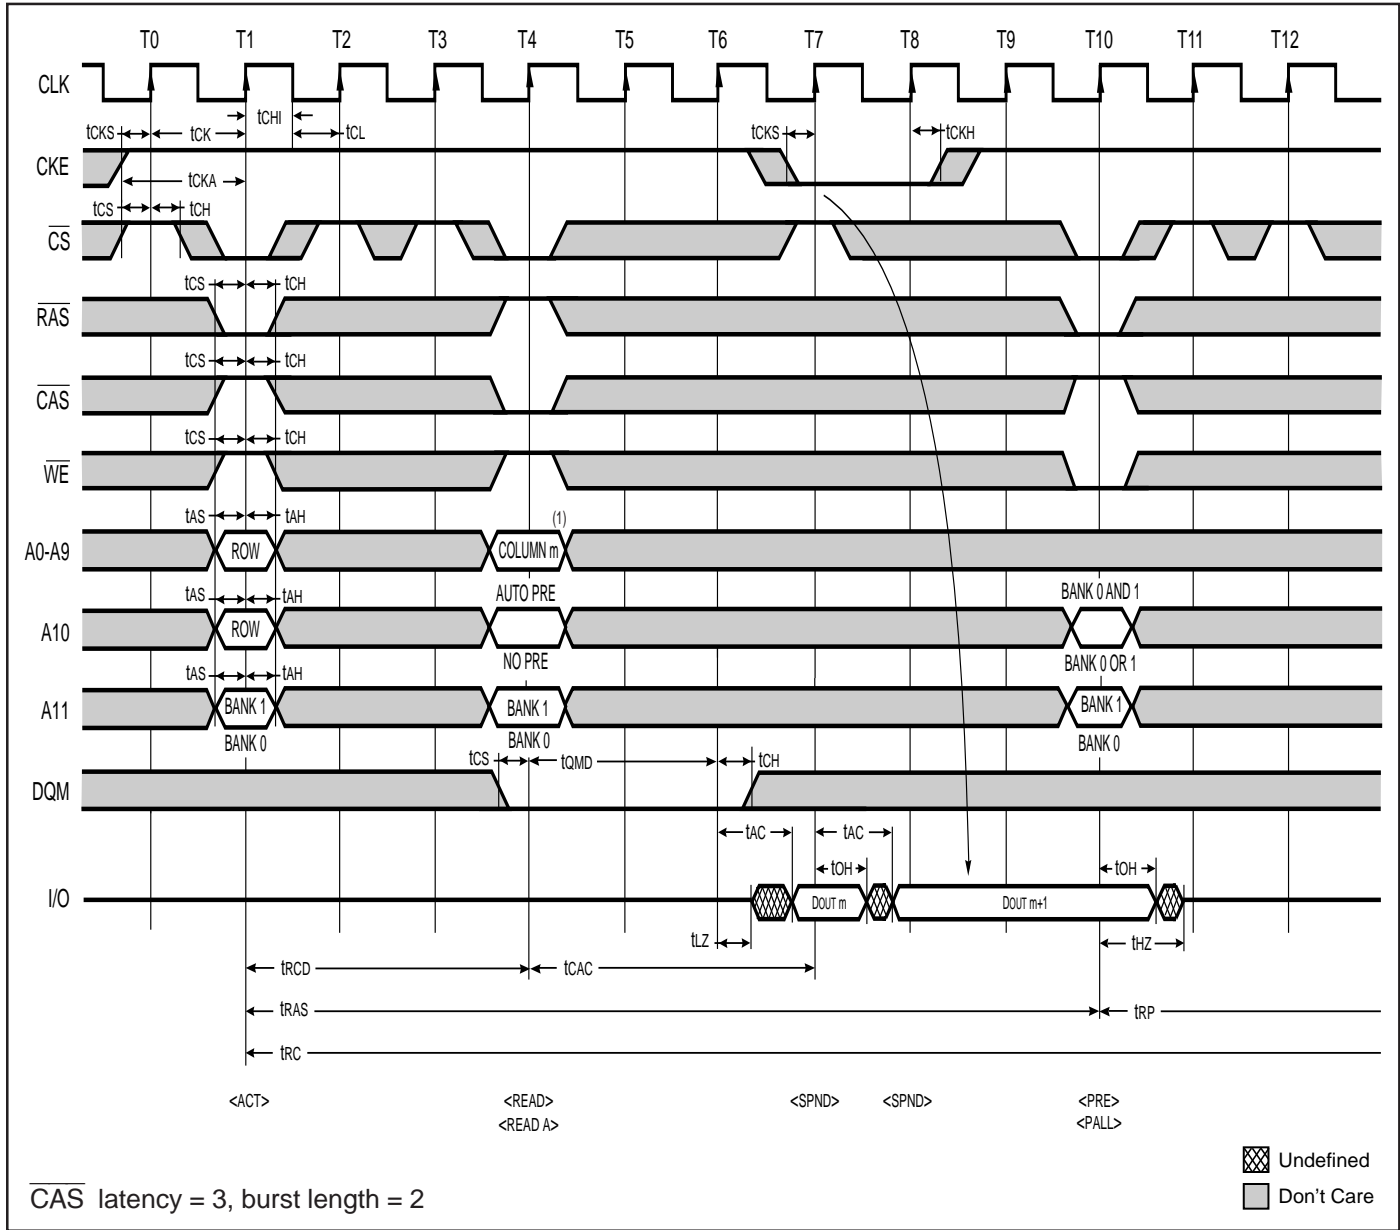 T0 T1 T2 T3 T4 T5 T6 T7 T8 T9 T10 T11 T12
CLK
tCHI
tCKS tCK tCL tCKS tCKH
CKE
tCKA
tCS tCH
CS
tCS tCH
RAS
tCS tCH
CAS
tCS tCH
WE
tAS tAH (1)
A0-A9 ROW COLUMN m
tAS tAH AUTO PRE BANK 0 AND 1
A10 ROW
NO PRE BANK 0 OR 1
tAS tAH
A11 BANK 1 BANK 1 BANK 1
BANK 0 BANK 0 BANK 0
tCS tQMD tCH
DQM
tAC tAC
tOH tOH
I/O DOUT m DOUT m+1
tLZ tHZ
tRCD tCAC
tRAS tRP
tRC
<ACT> <READ> <SPND> <SPND> <PRE>
<READ A> <PALL>
Undefined
Don't Care
CAS latency = 3, burst length = 2